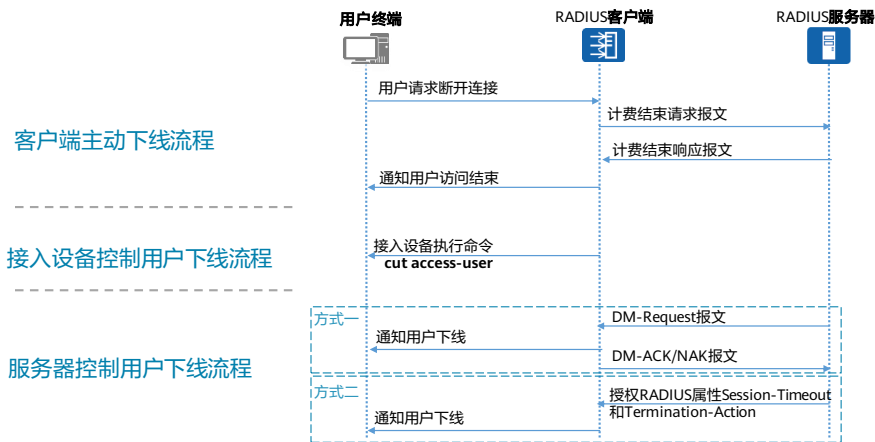 用户终端
RADIUS客户端
RADIUS服务器
用户请求断开连接
计费结束请求报文
客户端主动下线流程
计费结束响应报文
通知用户访问结束
接入设备控制用户下线流程
接入设备执行命令
cut access-user
服务器控制用户下线流程
方式一
DM-Request报文
通知用户下线
DM-ACK/NAK报文
方式二
授权RADIUS属性Session-Timeout
和Termination-Action
通知用户下线